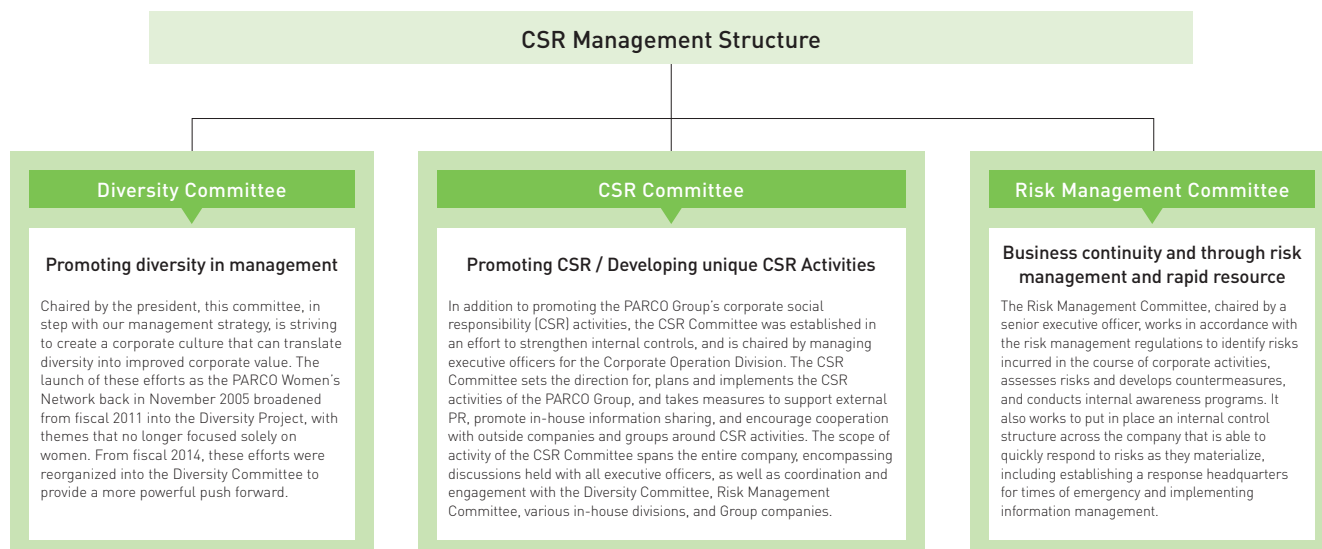 CSR Management Structure
Diversity Committee
Promoting diversity in management
Chaired by the president, this committee, in
step with our management strategy, is striving
to create a corporate culture that can translate
diversity into improved corporate value. The
launch of these efforts as the PARCO Women's
Network back in November 2005 broadened
from fiscal 2011 into the Diversity Project, with
themes that no longer focused solely on
women. From fiscal 2014, these efforts were
reorganized into the Diversity Committee to
provide a more powerful push forward.
CSR Committee
Promoting CSR / Developing unique CSR Activities
In addition to promoting the PARCO Group's corporate social
responsibility (CSR) activities, the CSR Committee was established in
an effort to strengthen internal controls, and is chaired by managing
executive officers for the Corporate Operation Division. The CSR
Committee sets the direction for, plans and implements the CSR
activities of the PARCO Group, and takes measures to support external
PR, promote in-house information sharing, and encourage cooperation
with outside companies and groups around CSR activities. The scope of
activity of the CSR Committee spans the entire company, encompassing
discussions held with all executive officers, as well as coordination and
engagement with the Diversity Committee, Risk Management
Committee, various in-house divisions, and Group companies.
Risk Management Committee
Business continuity and through risk
management and rapid resource
The Risk Management Committee, chaired by a
senior executive officer, works in accordance with
the risk management regulations to identify risks
incurred in the course of corporate activities,
assesses risks and develops countermeasures,
and conducts internal awareness programs. It
also works to put in place an internal control
structure across the company that is able to
quickly respond to risks as they materialize,
including establishing a response headquarters
for times of emergency and implementing
information management.